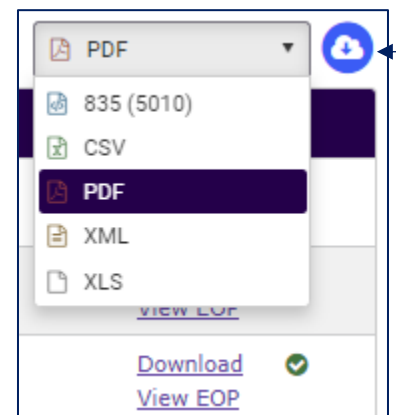 PDF
835 (5010)
CSV
PDF
XML
XLS
View EOP
Download
View EOP